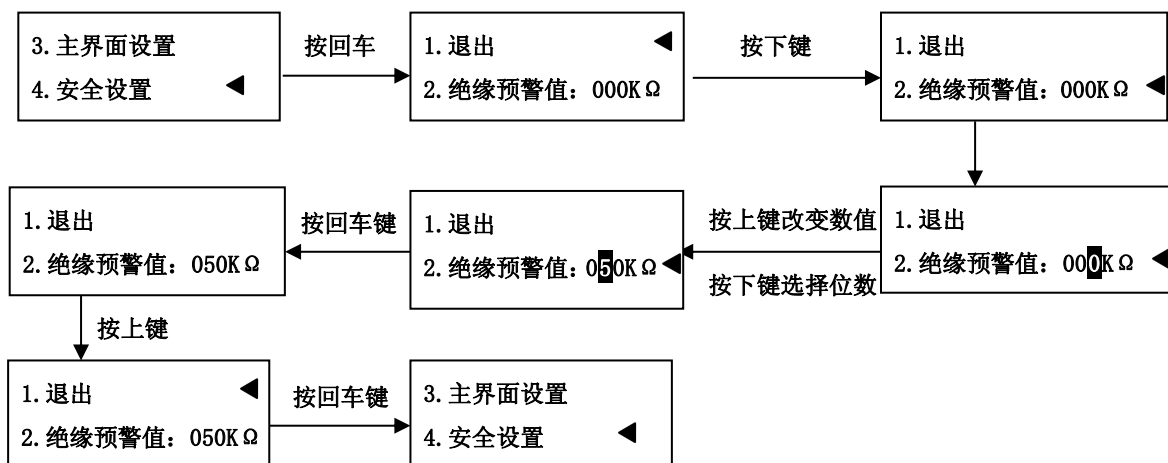 3.主界面设置
4.安全设置 ◀
按回车
1.退出 ◀
2.绝缘预警值：000KΩ
按下键
1.退出
2.绝缘预警值：000KΩ ◀
1.退出
2.绝缘预警值：050KΩ
按回车键
1.退出
2.绝缘预警值：050KΩ◀
按上键改变数值
按下键选择位数
1.退出
2.绝缘预警值：000KΩ ◀
按上键
1.退出 ◀
2.绝缘预警值：050KΩ
按回车键
3.主界面设置
4.安全设置 ◀